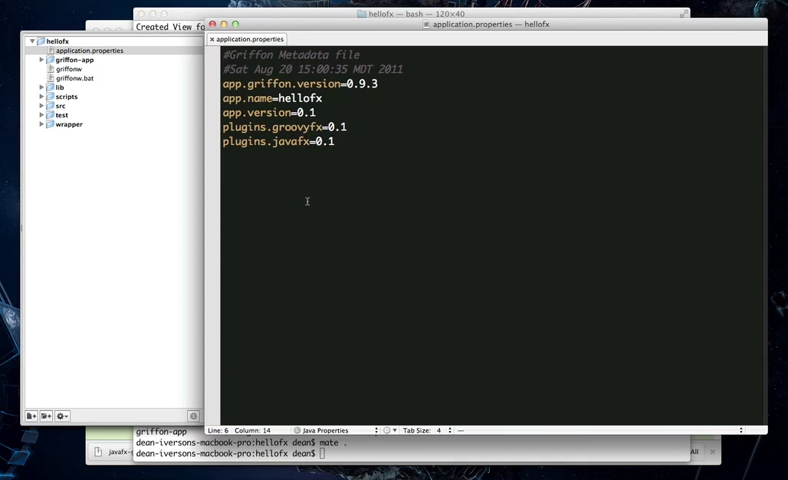 hellofx — bash — 120×40
Created View fo
application.properties — hellofx
hellofx
application.properties
griffon-app
griffonw
griffonw.bat
lib
scripts
src
test
wrapper
application.properties
#Griffon Metadata file
#Sat Aug 20 15:00:35 MDT 2011
app.griffon.version=0.9.3
app.name=hellofx
app.version=0.1
plugins.groovyfx=0.1
plugins.javafx=0.1
Line: 6 Column: 14 Java Properties Tab Size: 4 —
griffon-app
dean-iversons-macbook-pro:hellofx dean$ mate .
dean-iversons-macbook-pro:hellofx dean$
javafx-
All